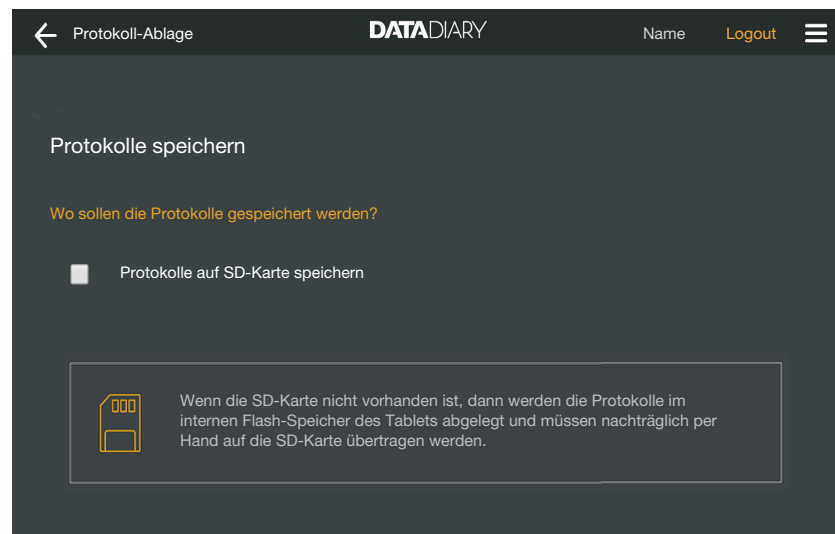 Protokoll-Ablage DATADIARY Name Logout
Protokolle speichern
Wo sollen die Protokolle gespeichert werden?
Protokolle auf SD-Karte speichern
Wenn die SD-Karte nicht vorhanden ist, dann werden die Protokolle im
internen Flash-Speicher des Tablets abgelegt und müssen nachträglich per
Hand auf die SD-Karte übertragen werden.